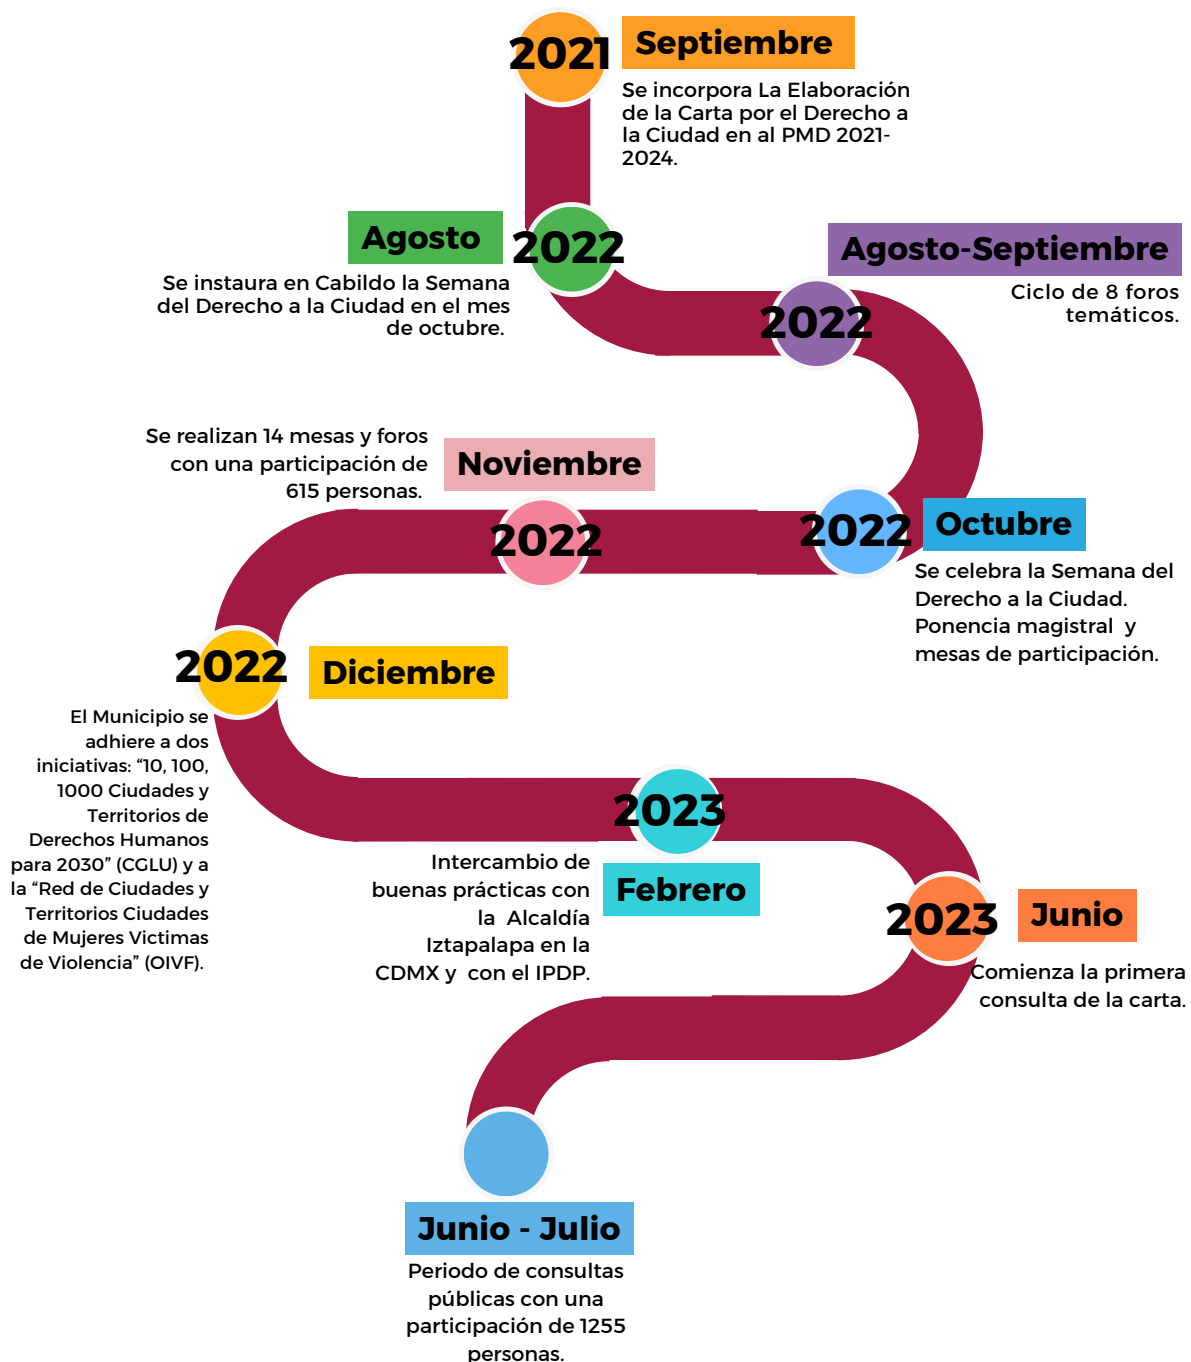 2021
Septiembre
Se incorpora La Elaboración
de la Carta por el Derecho a
la Ciudad en al PMD 2021-
2024.
Agosto
2022
Se instaura en Cabildo la Semana
del Derecho a la Ciudad en el mes
de octubre.
Agosto-Septiembre
2022
Ciclo de 8 foros
temáticos.
2022
Octubre
Se celebra la Semana del
Derecho a la Ciudad.
Ponencia magistral y
mesas de participación.
Noviembre
2022
Se realizan 14 mesas y foros
con una participación de
615 personas.
2022
Diciembre
El Municipio se
adhiere a dos
iniciativas: “10, 100,
1000 Ciudades y
Territorios de
Derechos Humanos
para 2030” (CGLU) y a
la “Red de Ciudades y
Territorios Ciudades
de Mujeres Victimas
de Violencia” (OIVF).
2023
Febrero
Intercambio de
buenas prácticas con
la Alcaldía
Iztapalapa en la
CDMX y con el IPDP.
2023
Junio
Comienza la primera
consulta de la carta.
Junio - Julio
Periodo de consultas
públicas con una
participación de 1255
personas.